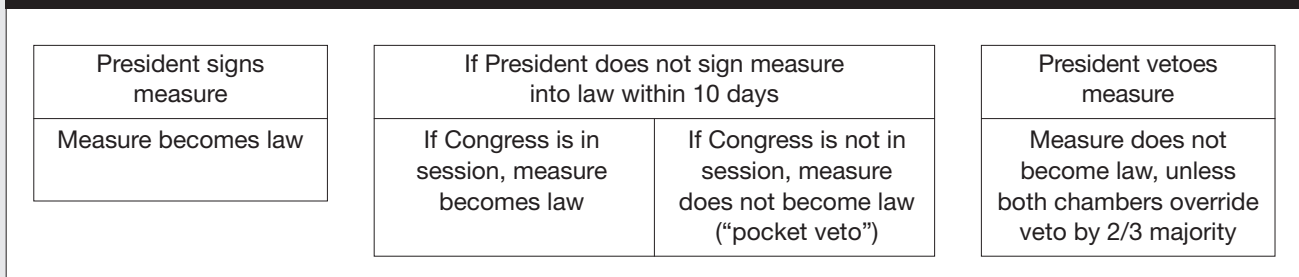 President signs
measure
Measure becomes law
If President does not sign measure
into law within 10 days
If Congress is in
session, measure
becomes law
If Congress is not in
session, measure
does not become law
(“pocket veto”)
President vetoes
measure
Measure does not
become law, unless
both chambers override
veto by 2/3 majority